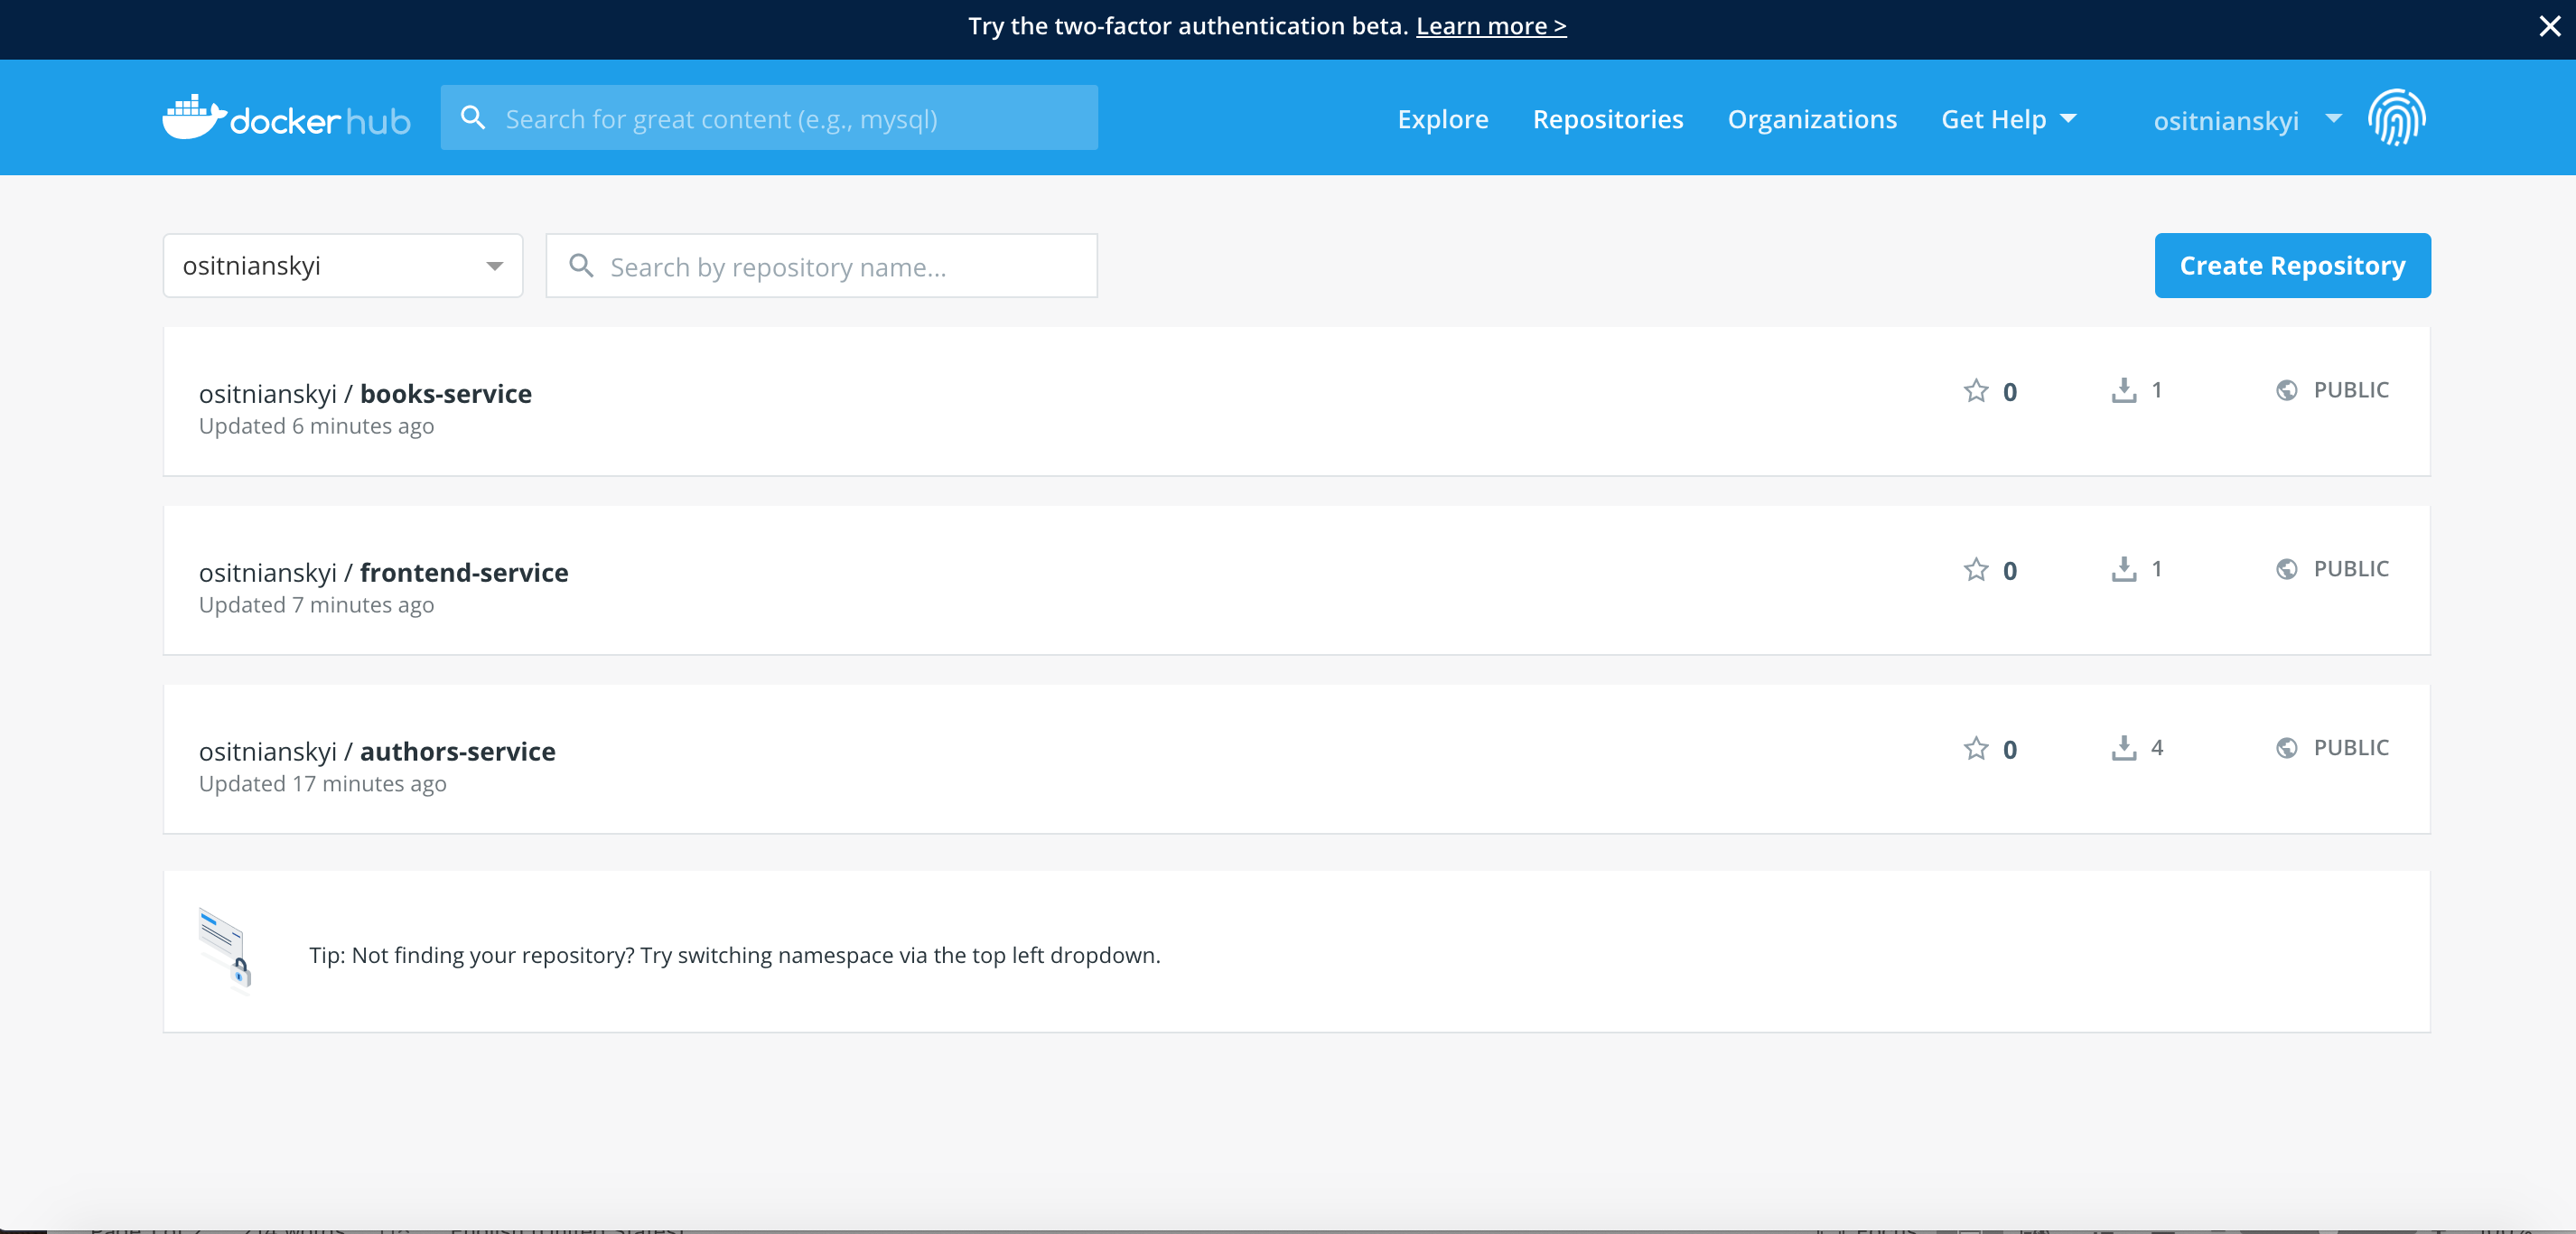 Try the two-factor authentication beta. Learn more >
dockerhub
Search for great content (e.g., mysql)
Explore
Repositories
Organizations
Get Help
ositnianskyi
ositnianskyi
Search by repository name...
Create Repository
ositnianskyi / books-service
0
1
PUBLIC
Updated 6 minutes ago
ositnianskyi / frontend-service
0
1
PUBLIC
Updated 7 minutes ago
ositnianskyi / authors-service
0
4
PUBLIC
Updated 17 minutes ago
Tip: Not finding your repository? Try switching namespace via the top left dropdown.